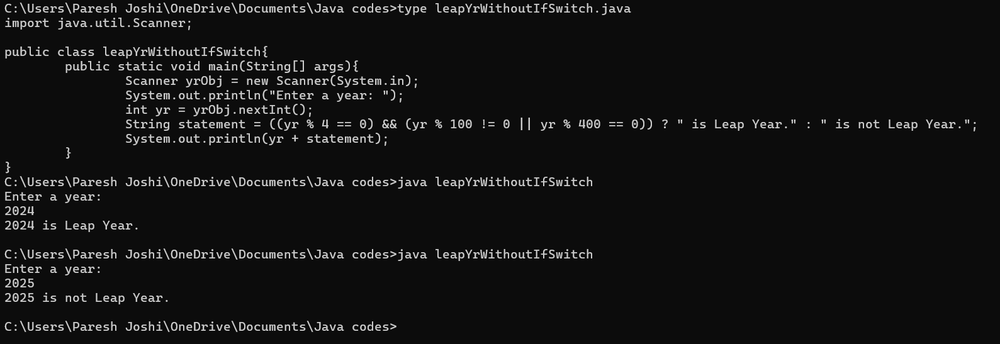 C:\Users\Paresh Joshi\OneDrive\Documents\Java codes>type leapYrWithoutIfSwitch.java
import java.util.Scanner;

public class leapYrWithoutIfSwitch{
        public static void main(String[] args){
                Scanner yrObj = new Scanner(System.in);
                System.out.println("Enter a year: ");
                int yr = yrObj.nextInt();
                String statement = ((yr % 4 == 0) && (yr % 100 != 0 || yr % 400 == 0)) ? " is Leap Year." : " is not Leap Year.";
                System.out.println(yr + statement);
        }
}
C:\Users\Paresh Joshi\OneDrive\Documents\Java codes>java leapYrWithoutIfSwitch
Enter a year:
2024
2024 is Leap Year.

C:\Users\Paresh Joshi\OneDrive\Documents\Java codes>java leapYrWithoutIfSwitch
Enter a year:
2025
2025 is not Leap Year.

C:\Users\Paresh Joshi\OneDrive\Documents\Java codes>